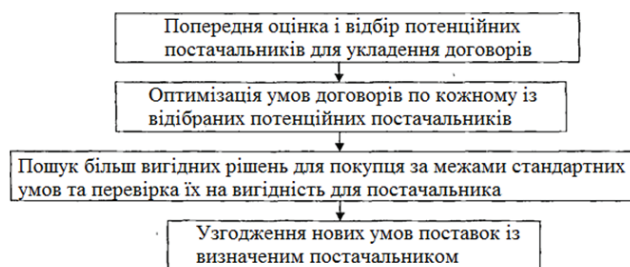 Попередня оцінка і відбір потенційних
постачальників для укладення договорів
Оптимізація умов договорів по кожному із
відібраних потенційних постачальників
Пошук більш вигідних рішень для покупця за межами стандартних
умов та перевірка їх на вигідність для постачальника
Узгодження нових умов поставок із
визначеним постачальником